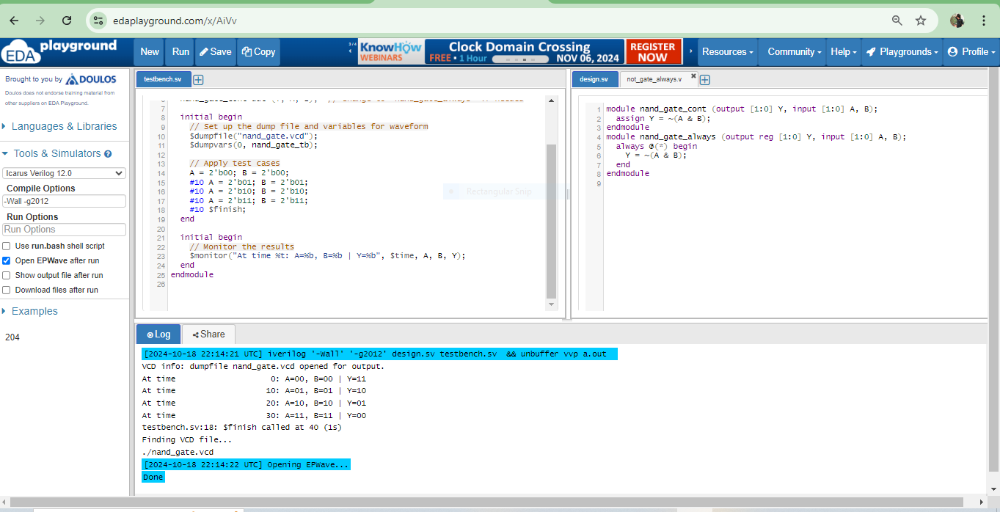 edaplayground.com/x/AiVv
EDA playground
New
Run
Save
Copy
KnowHow
WEBINARS
Clock Domain Crossing
FREE • 1 Hour
NOV 06, 2024
REGISTER
NOW
Resources
Community
Help
Playgrounds
Profile
Brought to you by DOULOS
Doulos does not endorse training material from
other suppliers on EDA Playground.
Languages & Libraries
Tools & Simulators
Icarus Verilog 12.0
Compile Options
-Wall -g2012
Run Options
Run Options
Use run.bash shell script
Open EPWave after run
Show output file after run
Download files after run
Examples
204
testbench.sv
7
8 initial begin
9 // Set up the dump file and variables for waveform
10 $dumpfile("nand_gate.vcd");
11 $dumpvars(0, nand_gate_tb);
12
13 // Apply test cases
14 A = 2'b00; B = 2'b00;
15 #10 A = 2'b01; B = 2'b01;
16 #10 A = 2'b10; B = 2'b10;
17 #10 A = 2'b11; B = 2'b11;
18 #10 $finish;
19 end
20
21 initial begin
22 // Monitor the results
23 $monitor("At time %t: A=%b, B=%b | Y=%b", $time, A, B, Y);
24 end
25 endmodule
26
Rectangular Snip
design.sv
not_gate_always.v
1 module nand_gate_cont (output [1:0] Y, input [1:0] A, B);
2 assign Y = ~(A & B);
3 endmodule
4 module nand_gate_always (output reg [1:0] Y, input [1:0] A, B);
5 always @(*) begin
6 Y = ~(A & B);
7 end
8 endmodule
9
Log
Share
[2024-10-18 22:14:21 UTC] iverilog '-Wall' '-g2012' design.sv testbench.sv && unbuffer vvp a.out
VCD info: dumpfile nand_gate.vcd opened for output.
At time 0: A=00, B=00 | Y=11
At time 10: A=01, B=01 | Y=10
At time 20: A=10, B=10 | Y=01
At time 30: A=11, B=11 | Y=00
testbench.sv:18: $finish called at 40 (1s)
Finding VCD file...
./nand_gate.vcd
[2024-10-18 22:14:22 UTC] Opening EPWave...
Done